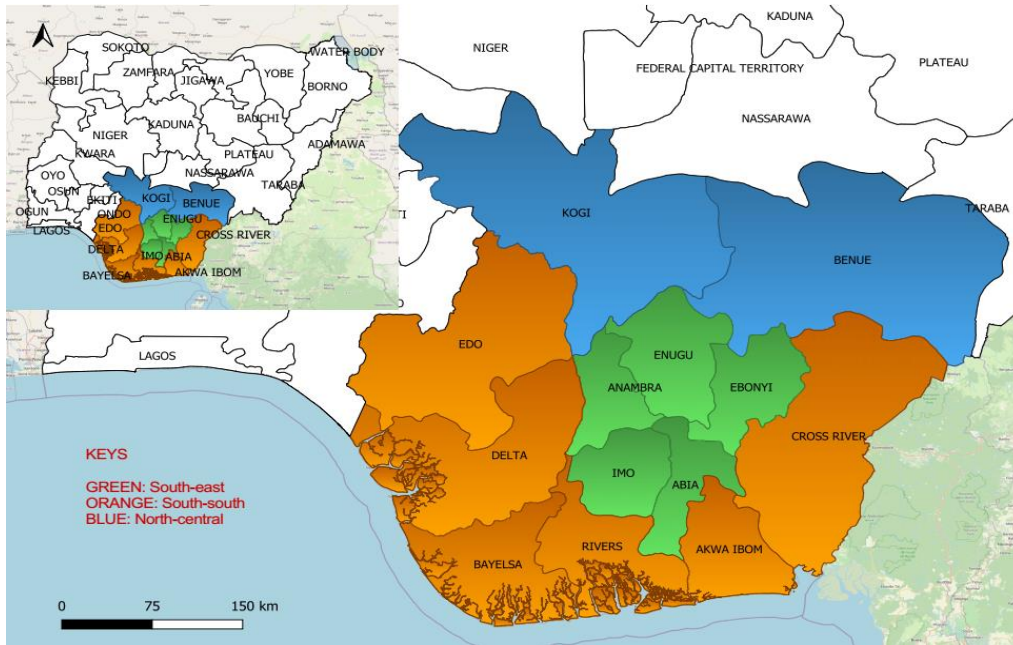 SOKOTO
WATER BODY
KEBBI
ZAMFARA
JIGAWA
YOBE
BORNO
NIGER
KADUNA
BAUCHI
ADAMAWA
KWARA
PLATEAU
NASSARAWA
TARABA
OYO
OSUN
EKITI
KOGI
BENUE
OGUN
ONDO
ENUGU
LAGOS
EDO
CROSS RIVER
DELTA
IMO
ABIA
BAYELSA
AKWA IBOM
KADUNA
NIGER
FEDERAL CAPITAL TERRITORY
PLATEAU
NASSARAWA
KOGI
TARABA
TI
BENUE
EDO
LAGOS
ENUGU
ANAMBRA
EBONYI
CROSS RIVER
DELTA
IMO
ABIA
RIVERS
AKWA IBOM
BAYELSA
KEYS
GREEN: South-east
ORANGE: South-south
BLUE: North-central
0 75 150 km